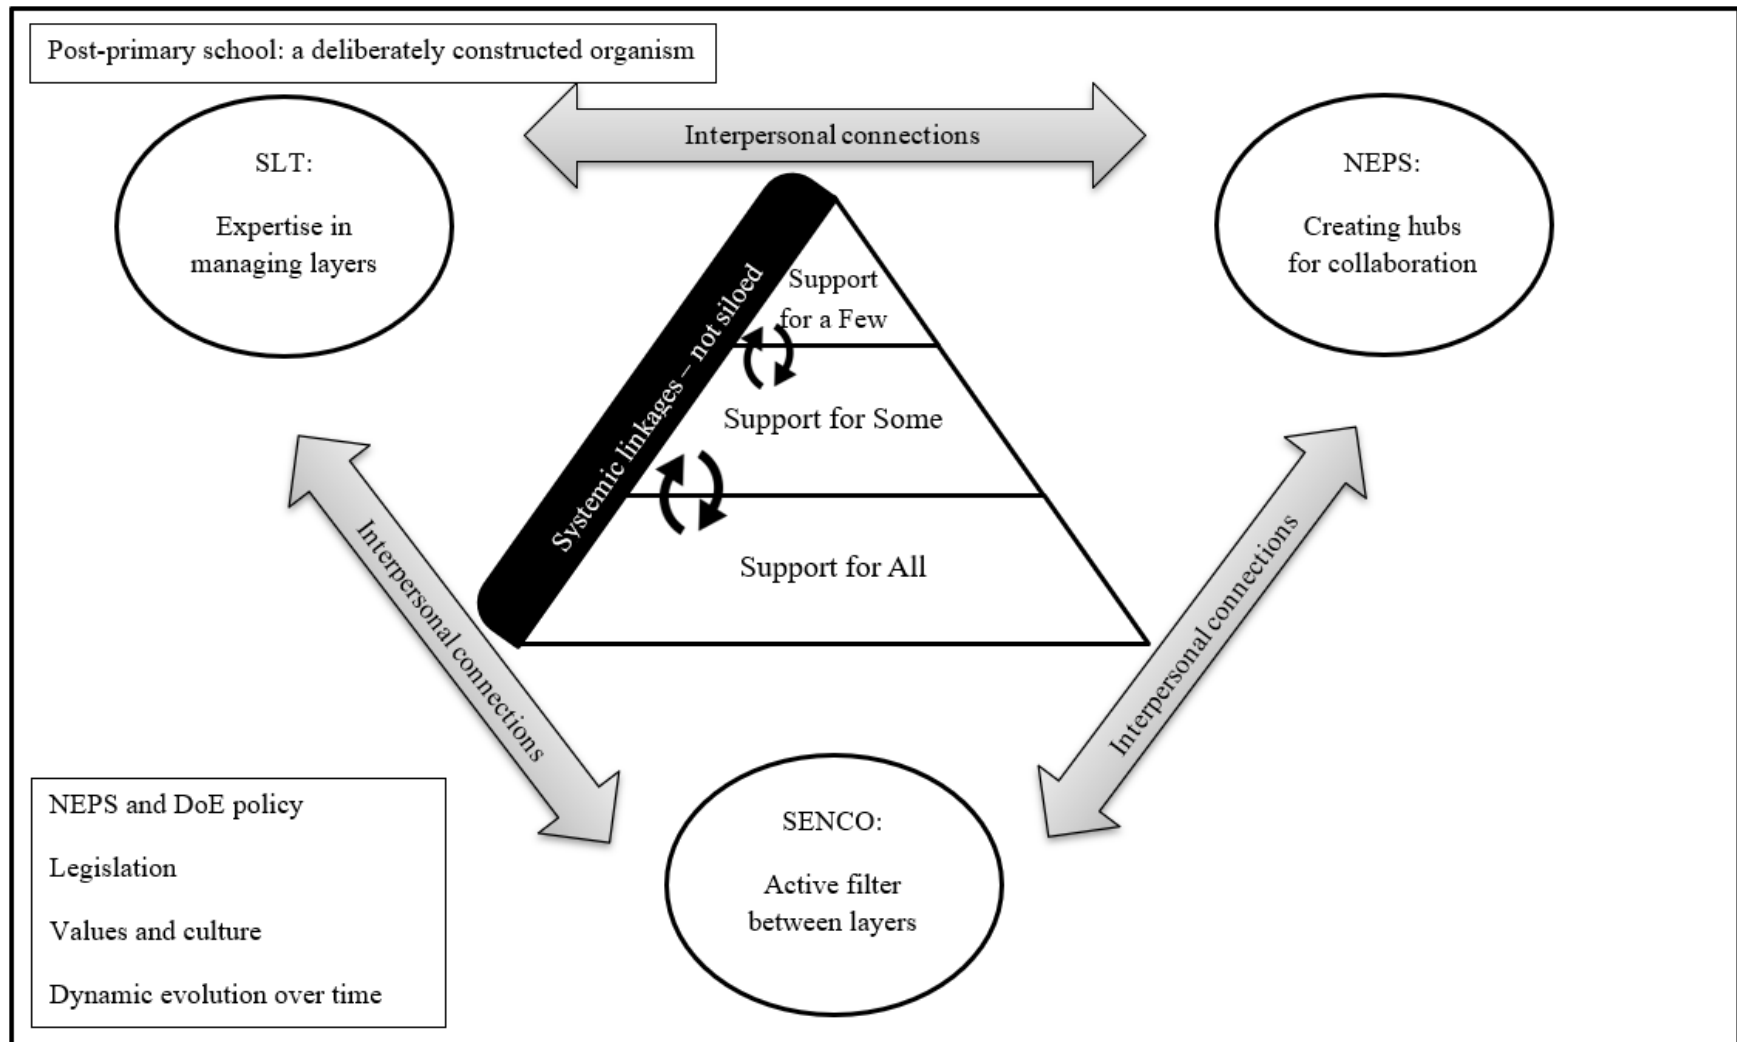 Post-primary school: a deliberately constructed organism
Interpersonal connections
SLT:
Expertise in
managing layers
NEPS:
Creating hubs
for collaboration
Systemic linkages – not siloed
Support
for a Few
Support for Some
Support for All
Interpersonal connections
Interpersonal connections
SENCO:
Active filter
between layers
NEPS and DoE policy
Legislation
Values and culture
Dynamic evolution over time